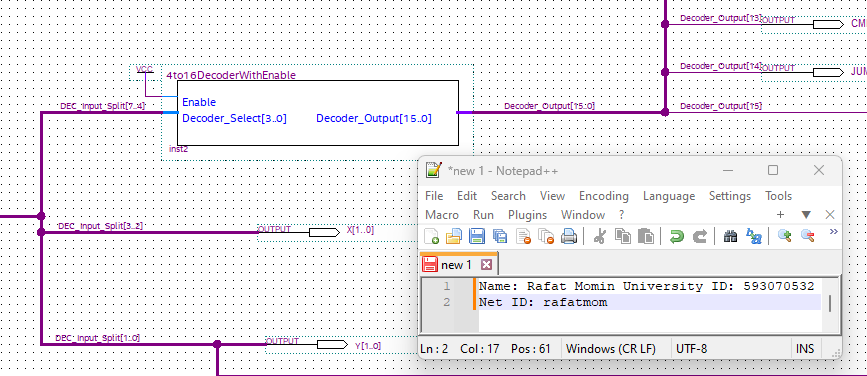 Decoder_Output[13]
OUTPUT
CM
VCC
4to16DecoderWithEnable
Decoder_Output[14]
OUTPUT
JUM
Enable
DEC_Input_Split[7..4]
Decoder_Select[3..0]
Decoder_Output[15..0]
Decoder_Output[15..0]
Decoder_Output[15]
inst2
DEC_Input_Split[3..2]
OUTPUT
X[1..0]
DEC_Input_Split[1..0]
OUTPUT
Y[1..0]
*new 1 - Notepad++
File Edit Search View Encoding Language Settings Tools
Macro Run Plugins Window ?
new 1
1 Name: Rafat Momin University ID: 593070532
2 Net ID: rafatmom
Ln: 2 Col: 17 Pos: 61 Windows (CR LF) UTF-8 INS